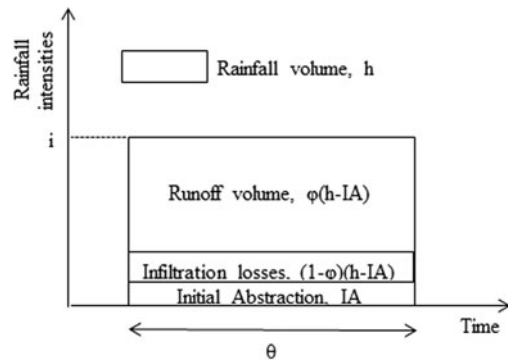 Rainfall
intensities
Rainfall volume, h
i
Runoff volume, φ(h-IA)
Infiltration losses. (1-φ)(h-IA)
Initial Abstraction, IA
Time
θ